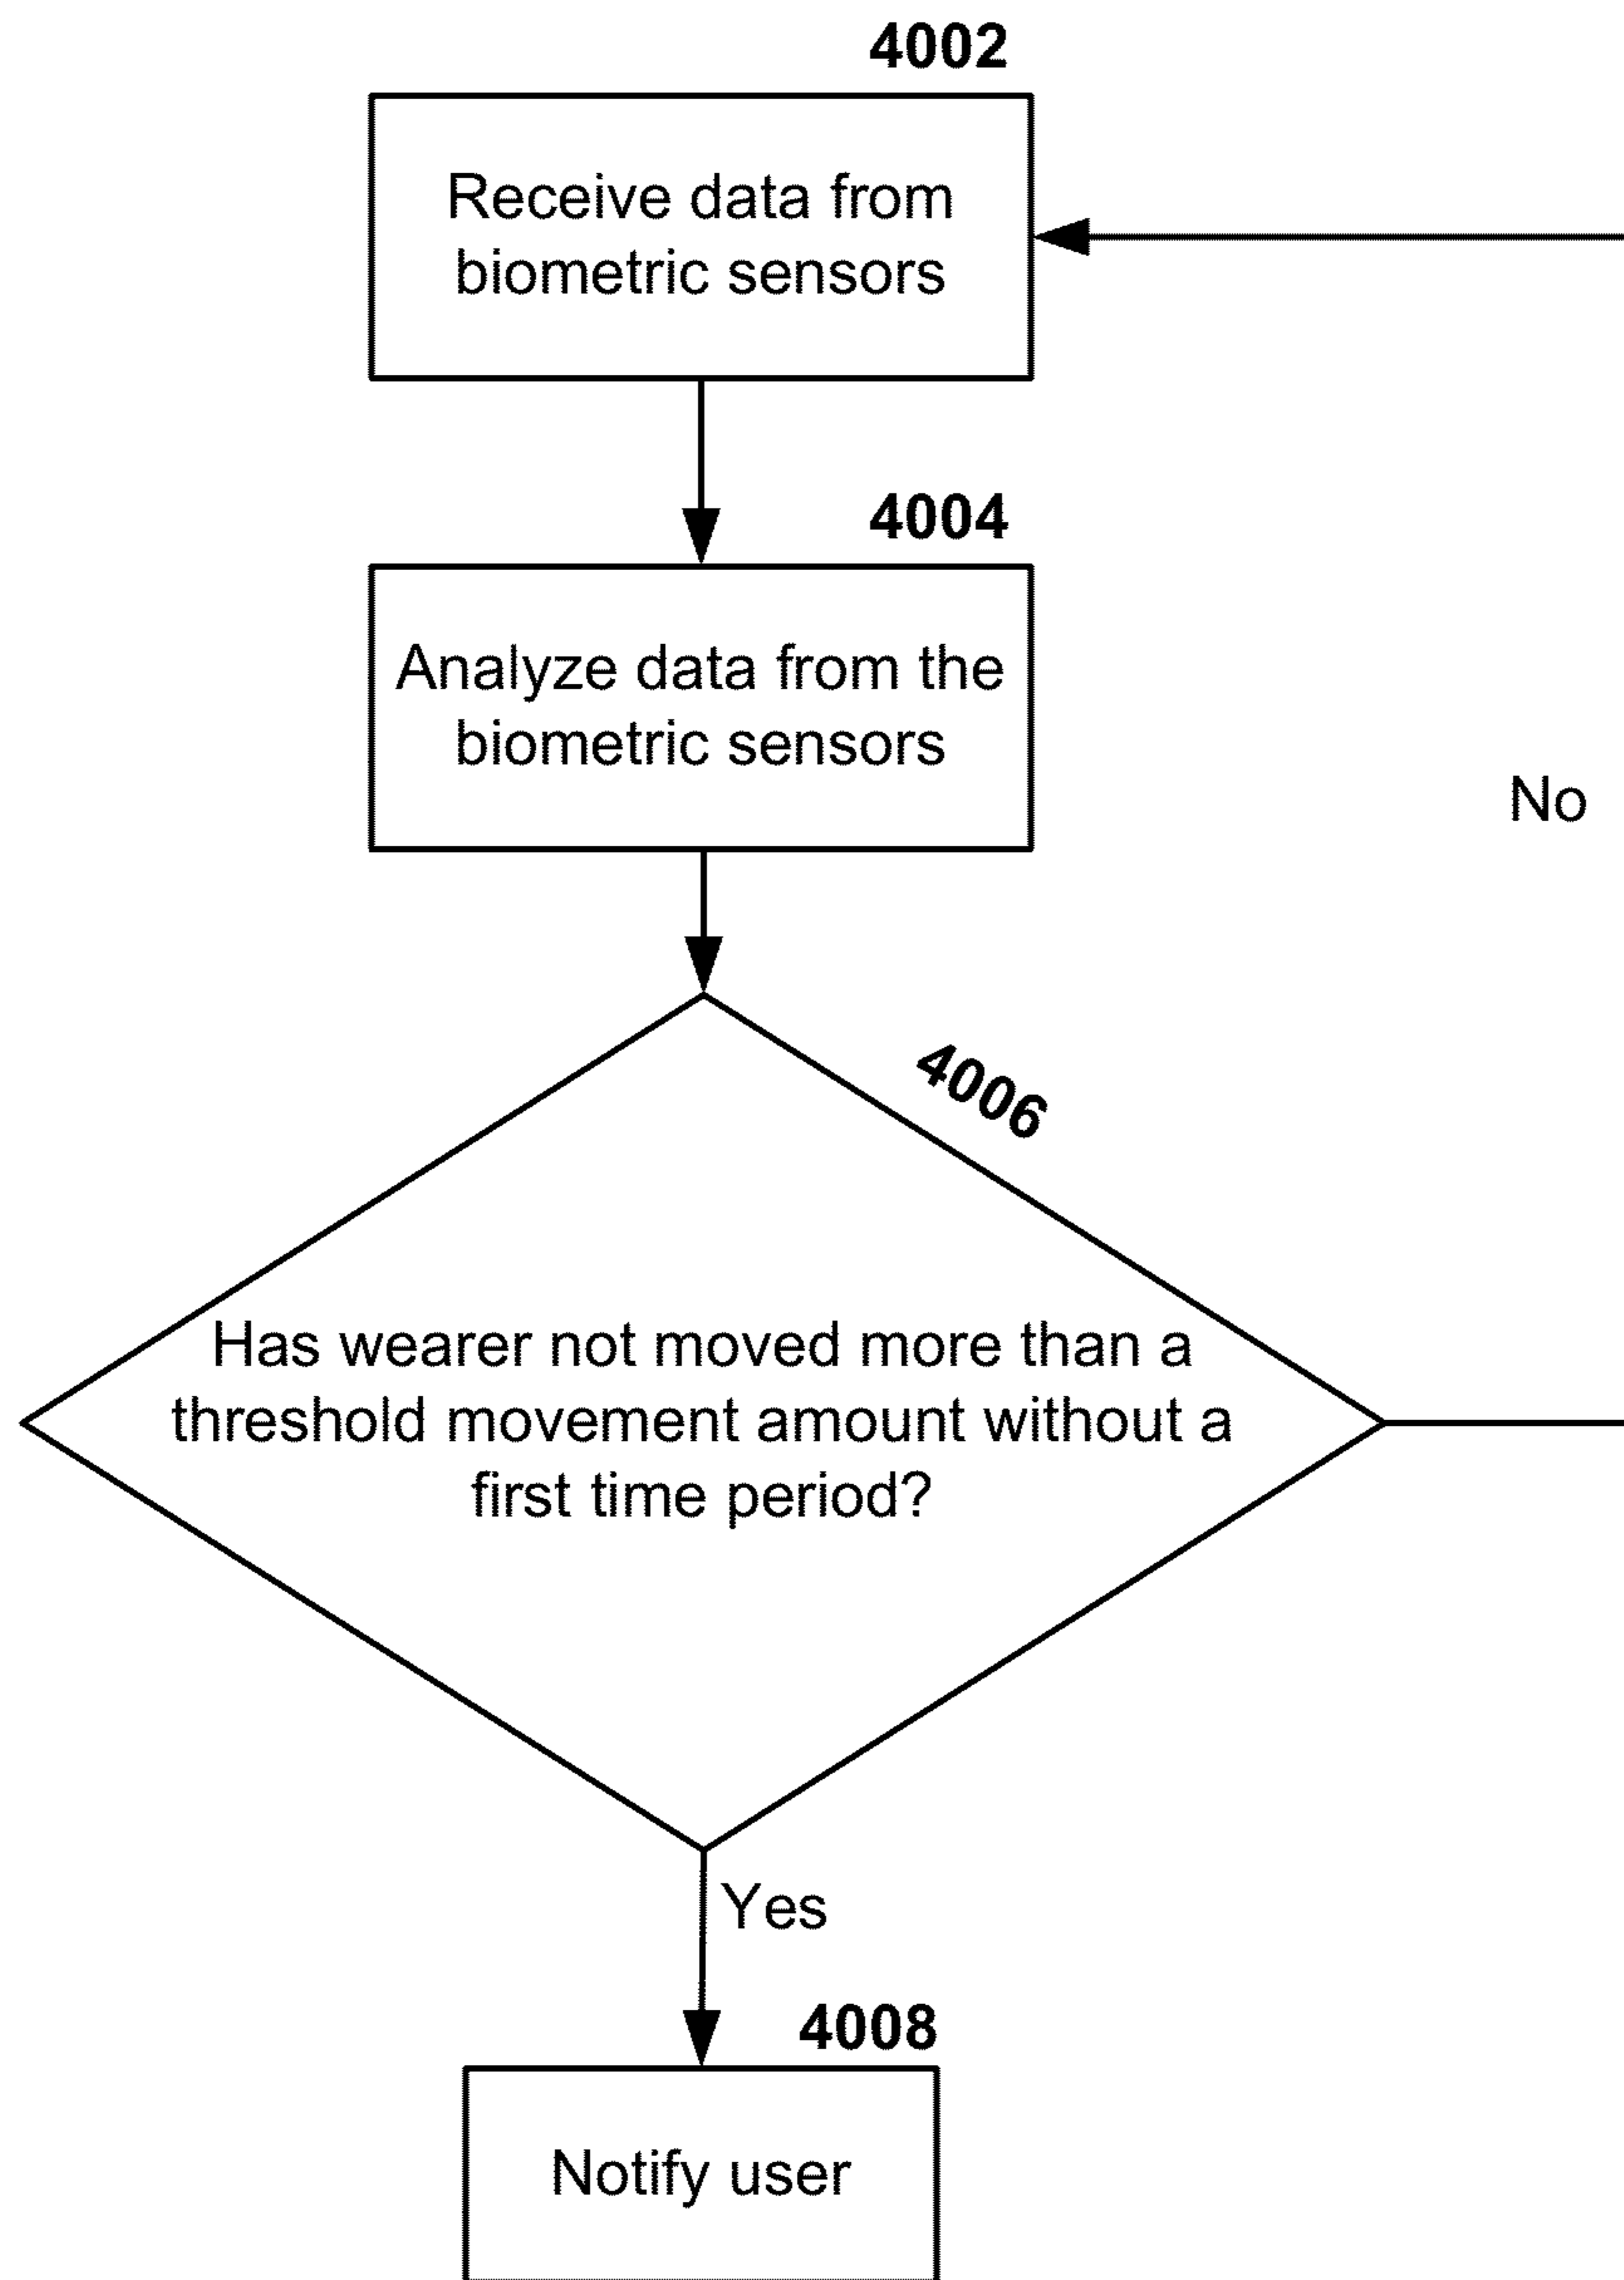 4002
Receive data from
biometric sensors
4004
Analyze data from the
biometric sensors
No
4006
Has wearer not moved more than a
threshold movement amount without a
first time period?
Yes
4008
Notify user